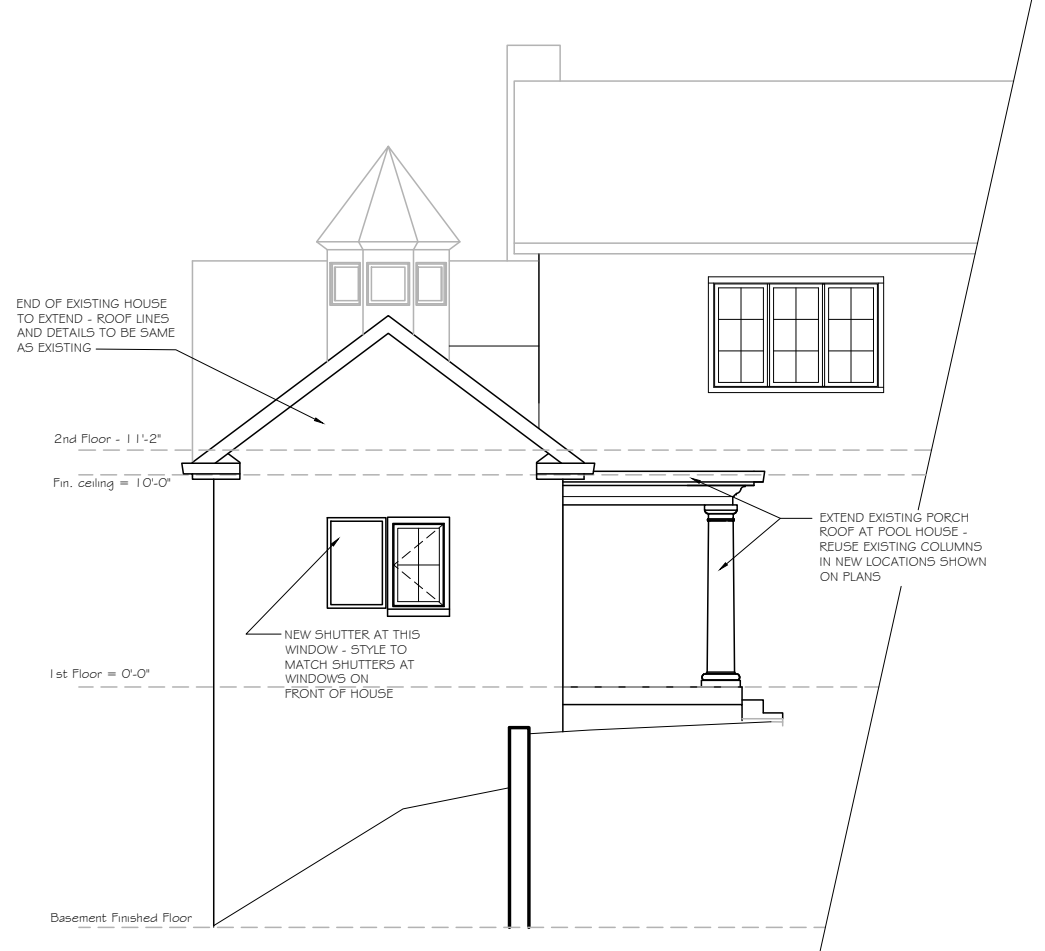 END OF EXISTING HOUSE
TO EXTEND - ROOF LINES
AND DETAILS TO BE SAME
AS EXISTING
2nd Floor - 11'-2"
Fin. ceiling = 10'-0"
EXTEND EXISTING PORCH
ROOF AT POOL HOUSE -
REUSE EXISTING COLUMNS
IN NEW LOCATIONS SHOWN
ON PLANS
NEW SHUTTER AT THIS
WINDOW - STYLE TO
MATCH SHUTTERS AT
WINDOWS ON
FRONT OF HOUSE
1st Floor = 0'-0"
Basement Finished Floor